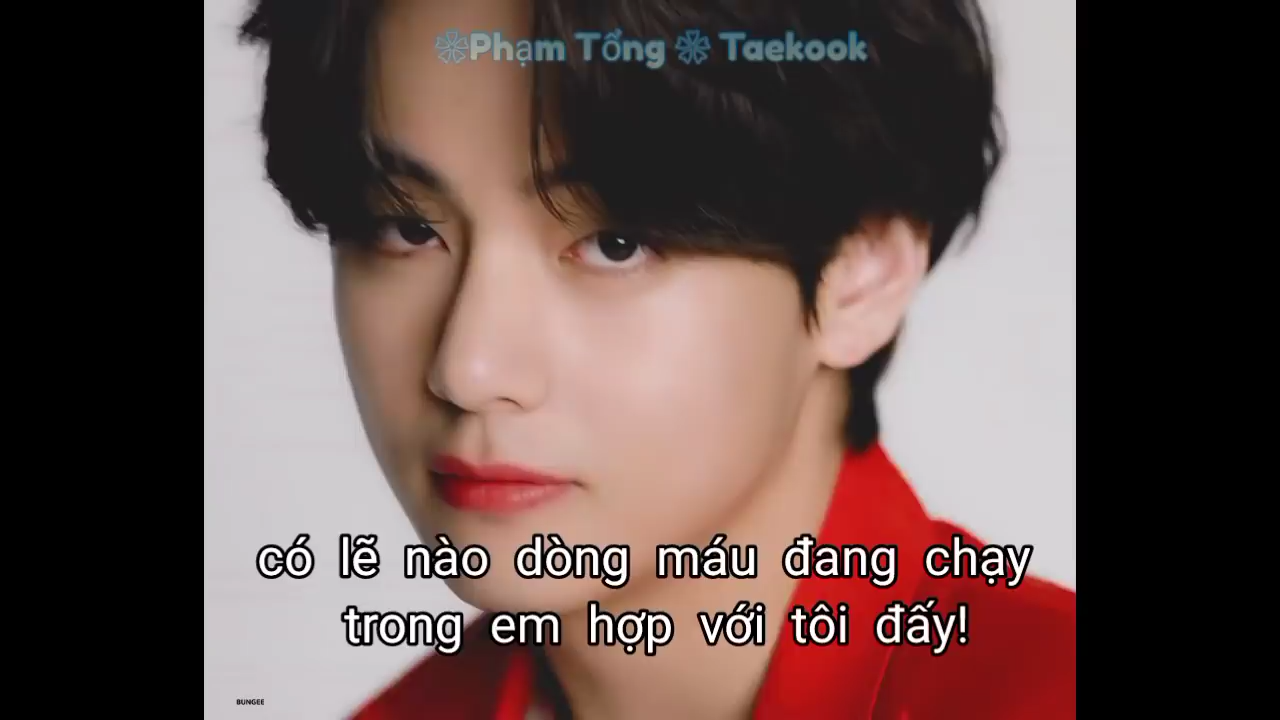 ❀Phạm Tổng ❀ Taekook
có lẽ nào dòng máu đang chạy
trong em hợp với tôi đấy!
BUNGEE